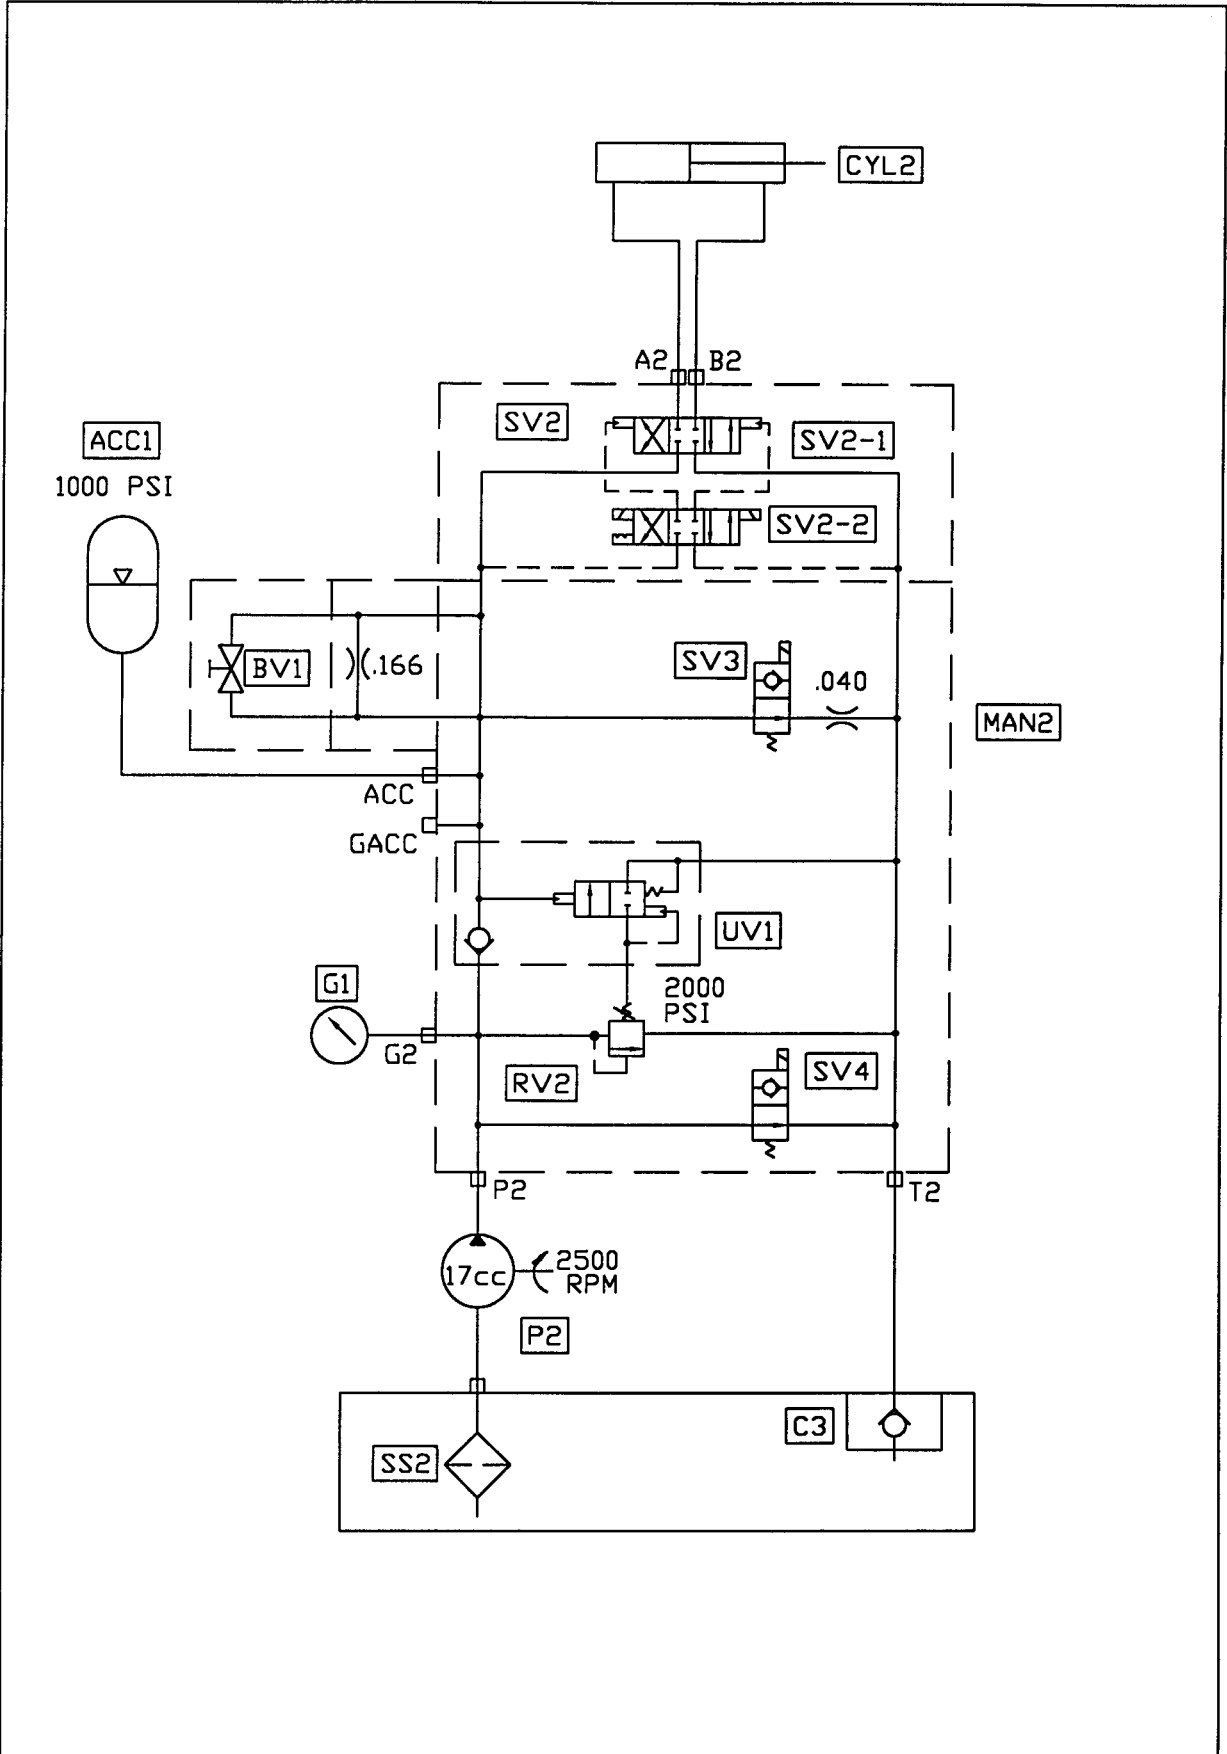 CYL2
A2 B2
SV2
SV2-1
ACC1
1000 PSI
SV2-2
BV1
.166
SV3
.040
MAN2
ACC
GACC
UV1
G1
2000
PSI
G2
RV2
SV4
P2
T2
17cc
2500
RPM
P2
C3
SS2